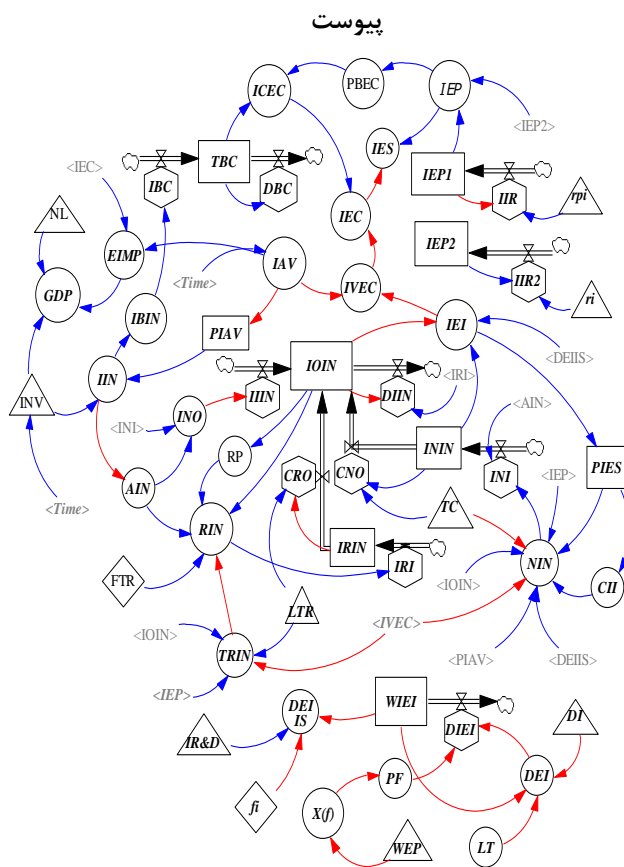 پیوست
ICEC
PBEC
IEP
<IEP2>
IES
TBC
IBC
DBC
<IEC>
IEP1
IIR
rpi
NL
IEC
EIMP
IEP2
IIR2
ri
GDP
<Time>
IAV
IVEC
IBIN
PIAV
IEI
<DEIIS>
IIN
IOIN
IIIN
DIIN
<IRI>
INV
<INI>
INO
<AIN>
RP
CRO
CNO
ININ
INI
PIES
AIN
<IEP>
<Time>
RIN
TC
IRIN
IRI
NIN
FTR
<IOIN>
CII
LTR
<IOIN>
<IVEC>
TRIN
<PIAV>
<DEIIS>
<IEP>
DEI
IS
WIEI
DIEI
DI
IR&D
PF
DEI
fi
X(f)
WEP
LT